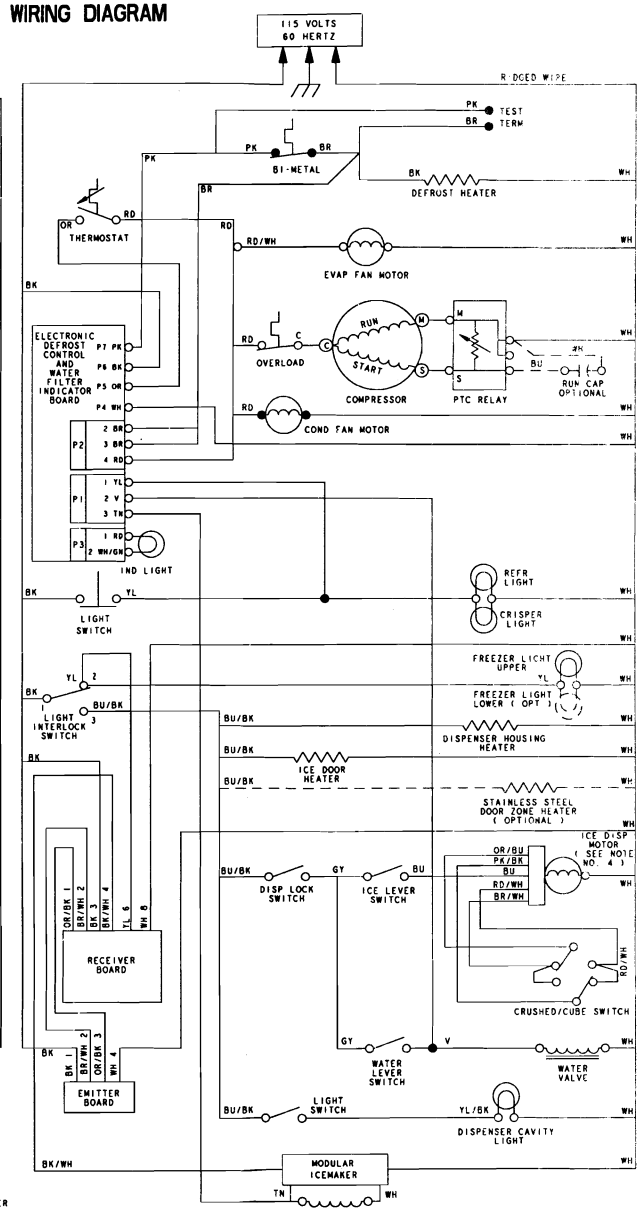 WIRING DIAGRAM
115 VOLTS
60 HERTZ
RIDGED WIPE
PK
TEST
BR
TERM
PK
PK
BR
BI-METAL
BR
BK
WH
DEFROST HEATER
OR
RD
THERMOSTAT
RD
RD/WH
WH
EVAP FAN MOTOR
BK
ELECTRONIC
DEFROST
CONTROL
AND
WATER
FILTER
INDICATOR
BOARD
P7 PK
P6 BK
P5 OR
P4 WH
P2
2 BR
3 BR
4 RD
P1
1 YL
2 V
3 TN
P3
1 RD
2 WH/GN
IND LIGHT
RD
C
OVERLOAD
C
RUN
START
M
S
COMPRESSOR
M
S
PTC RELAY
WH
WH
BU
RUN CAP
OPTIONAL
RD
COND FAN MOTOR
WH
WH
BK
YL
LIGHT
SWITCH
REFR
LIGHT
CRISPER
LIGHT
WH
WH
YL
2
BK
1
BU/BK
3
LIGHT
INTERLOCK
SWITCH
FREEZER LIGHT
UPPER
YL
WH
FREEZER LIGHT
LOWER ( OPT )
BU/BK
WH
DISPENSER HOUSING
HEATER
BU/BK
WH
ICE DOOR
HEATER
BK
BU/BK
WH
STAINLESS STEEL
DOOR ZONE HEATER
( OPTIONAL )
WH
ICE DISP
MOTOR
( SEE NOTE
NO. 4 )
OR/BU
PK/BK
BU
RD/WH
BR/WH
WH
BU/BK
GY
BU
DISP LOCK
SWITCH
ICE LEVER
SWITCH
OR/BK 1
BR/WH 2
BK 3
BK/WH 4
YL 6
WH 8
RECEIVER
BOARD
RD/WH
CRUSHED/CUBE SWITCH
BK
BK 1
BR/WH 2
OR/BK 3
WH 4
EMITTER
BOARD
GY
V
WH
WATER
LEVER
SWITCH
WATER
VALVE
BU/BK
LIGHT
SWITCH
YL/BK
WH
DISPENSER CAVITY
LIGHT
BK/WH
MODULAR
ICEMAKER
WH
TN
WH
ER